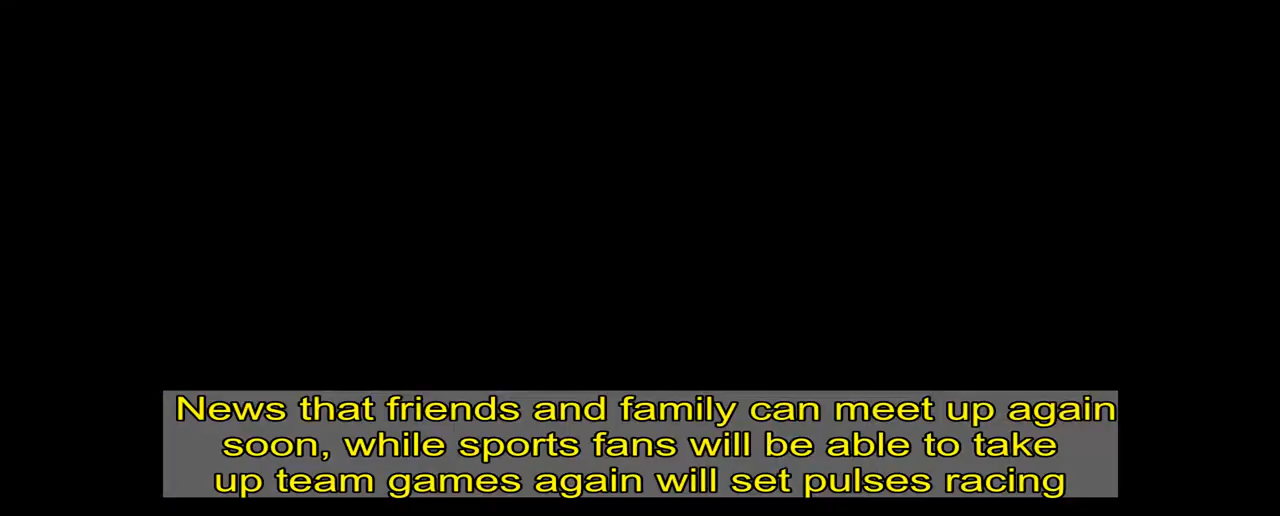 News that friends and family can meet up again
soon, while sports fans will be able to take
up team games again will set pulses racing